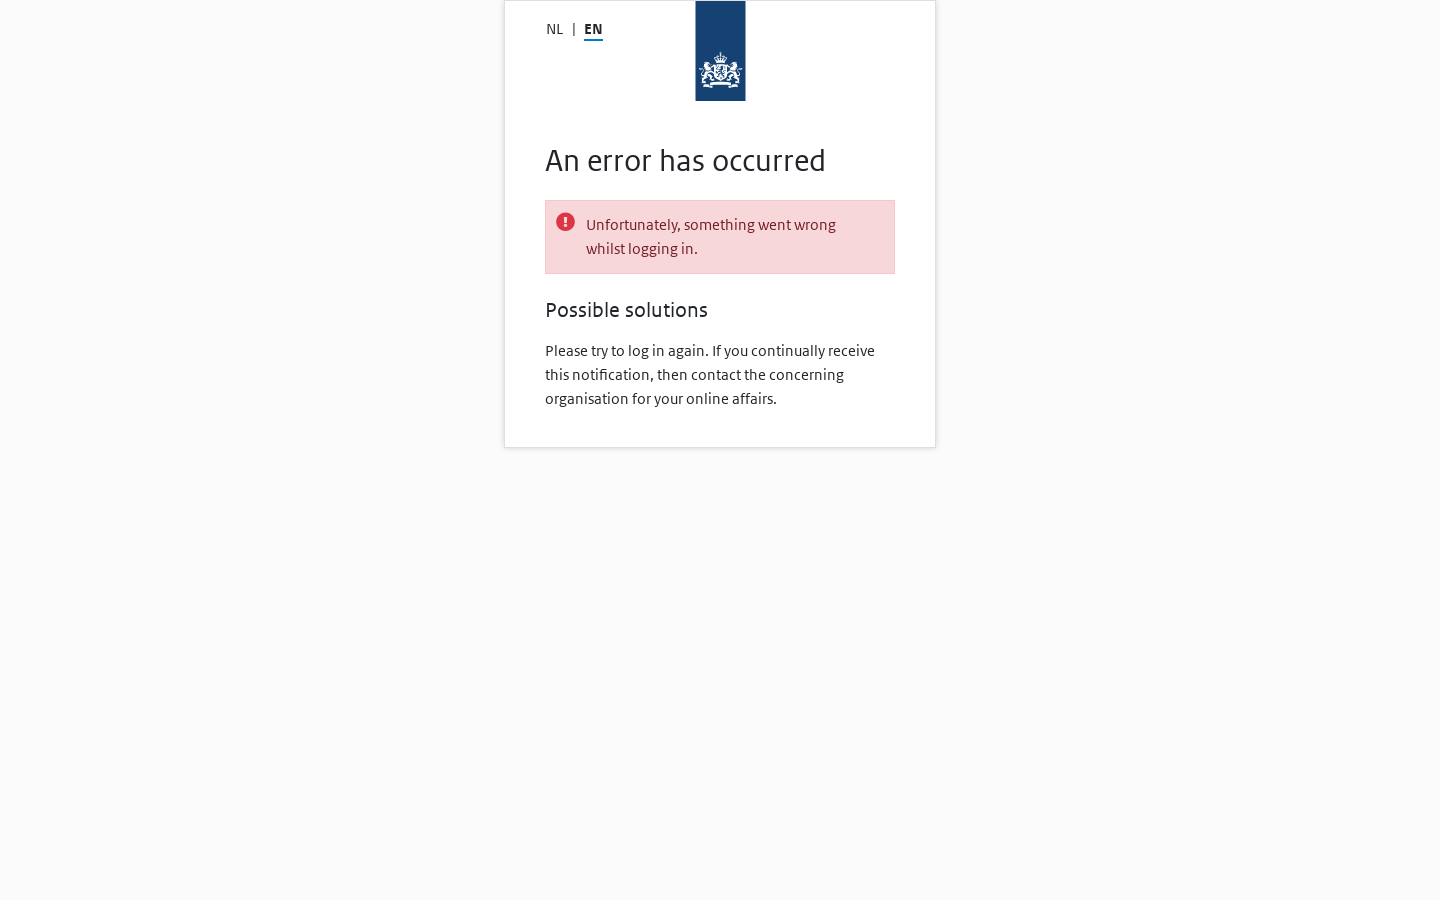 NL | EN
An error has occurred
Unfortunately, something went wrong
whilst logging in.
Possible solutions
Please try to log in again. If you continually receive
this notification, then contact the concerning
organisation for your online affairs.